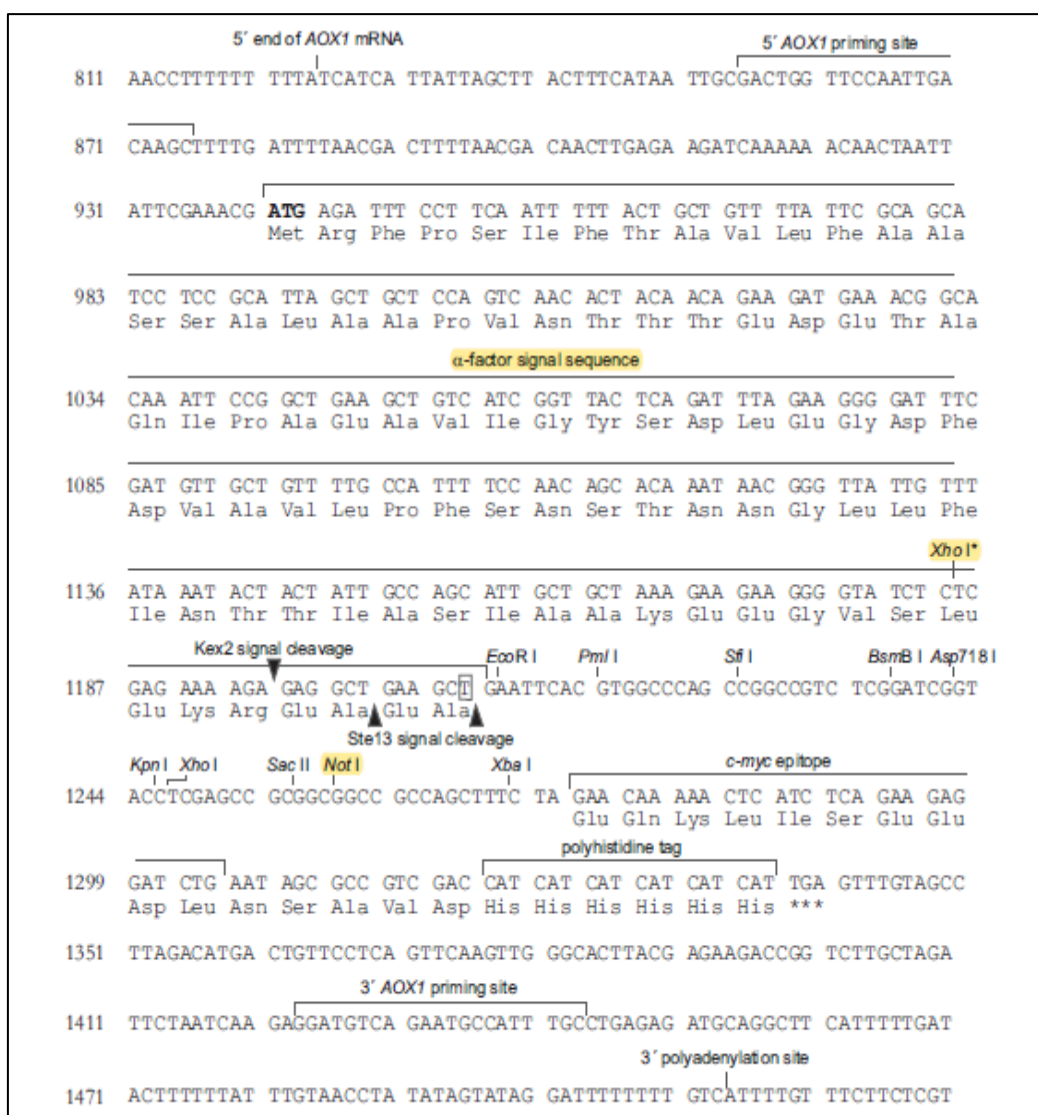 5´ end of AOX1 mRNA 5´ AOX1 priming site
811 AACCTTTTTT TTTATCATCA TTATTAGCTT ACTTTCATAA TTGCGACTGG TTCCAATTGA
871 CAAGCTTTTG ATTTTAACGA CTTTTAACGA CAACTTGAGA AGATCAAAAA ACAACTAATT
931 ATTCGAAACG ATG AGA TTT CCT TCA ATT TTT ACT GCT GTT TTA TTC GCA GCA
Met Arg Phe Pro Ser Ile Phe Thr Ala Val Leu Phe Ala Ala
983 TCC TCC GCA TTA GCT GCT CCA GTC AAC ACT ACA ACA GAA GAT GAA ACG GCA
Ser Ser Ala Leu Ala Ala Pro Val Asn Thr Thr Thr Glu Asp Glu Thr Ala
α-factor signal sequence
1034 CAA ATT CCG GCT GAA GCT GTC ATC GGT TAC TCA GAT TTA GAA GGG GAT TTC
Gln Ile Pro Ala Glu Ala Val Ile Gly Tyr Ser Asp Leu Glu Gly Asp Phe
1085 GAT GTT GCT GTT TTG CCA TTT TCC AAC AGC ACA AAT AAC GGG TTA TTG TTT
Asp Val Ala Val Leu Pro Phe Ser Asn Ser Thr Asn Asn Gly Leu Leu Phe
Xho I*
1136 ATA AAT ACT ACT ATT GCC AGC ATT GCT GCT AAA GAA GAA GGG GTA TCT CTC
Ile Asn Thr Thr Ile Ala Ser Ile Ala Ala Lys Glu Glu Gly Val Ser Leu
Kex2 signal cleavage EcoR I Pml I Sfi I BsmB I Asp718 I
1187 GAG AAA AGA GAG GCT GAA GCT GAATTCAC GTGGCCCAG CCGGCCGTC TCGGATCGGT
Glu Lys Arg Glu Ala Glu Ala
Ste13 signal cleavage
Kpn I Xho I Sac II Not I Xba I c-myc epitope
1244 ACCTCGAGCC GCGGCGGCC GCCAGCTTTC TA GAA CAA AAA CTC ATC TCA GAA GAG
Glu Gln Lys Leu Ile Ser Glu Glu
polyhistidine tag
1299 GAT CTG AAT AGC GCC GTC GAC CAT CAT CAT CAT CAT CAT TGA GTTTGTAGCC
Asp Leu Asn Ser Ala Val Asp His His His His His His ***
1351 TTAGACATGA CTGTTCCTCA GTTCAAGTTG GGCACTTACG AGAAGACCGG TCTTGCTAGA
3´ AOX1 priming site
1411 TTCTAATCAA GAGGATGTCA GAATGCCATT TGCCTGAGAG ATGCAGGCTT CATTTTTGAT
3´ polyadenylation site
1471 ACTTTTTTAT TTGTAACCTA TATAGTATAG GATTTTTTTT GTCATTTTGT TTCTTCTCGT